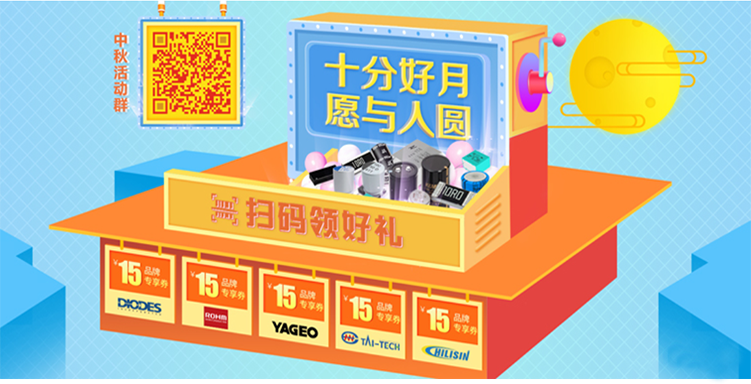 中秋活动群
十分好月
愿与人圆
10R0
10R0
扫码领好礼
¥15 品牌专享券
DIODES
¥15 品牌专享券
ROHM
¥15 品牌专享券
YAGEO
¥15 品牌专享券
TAI-TECH
¥15 品牌专享券
CHILISIN